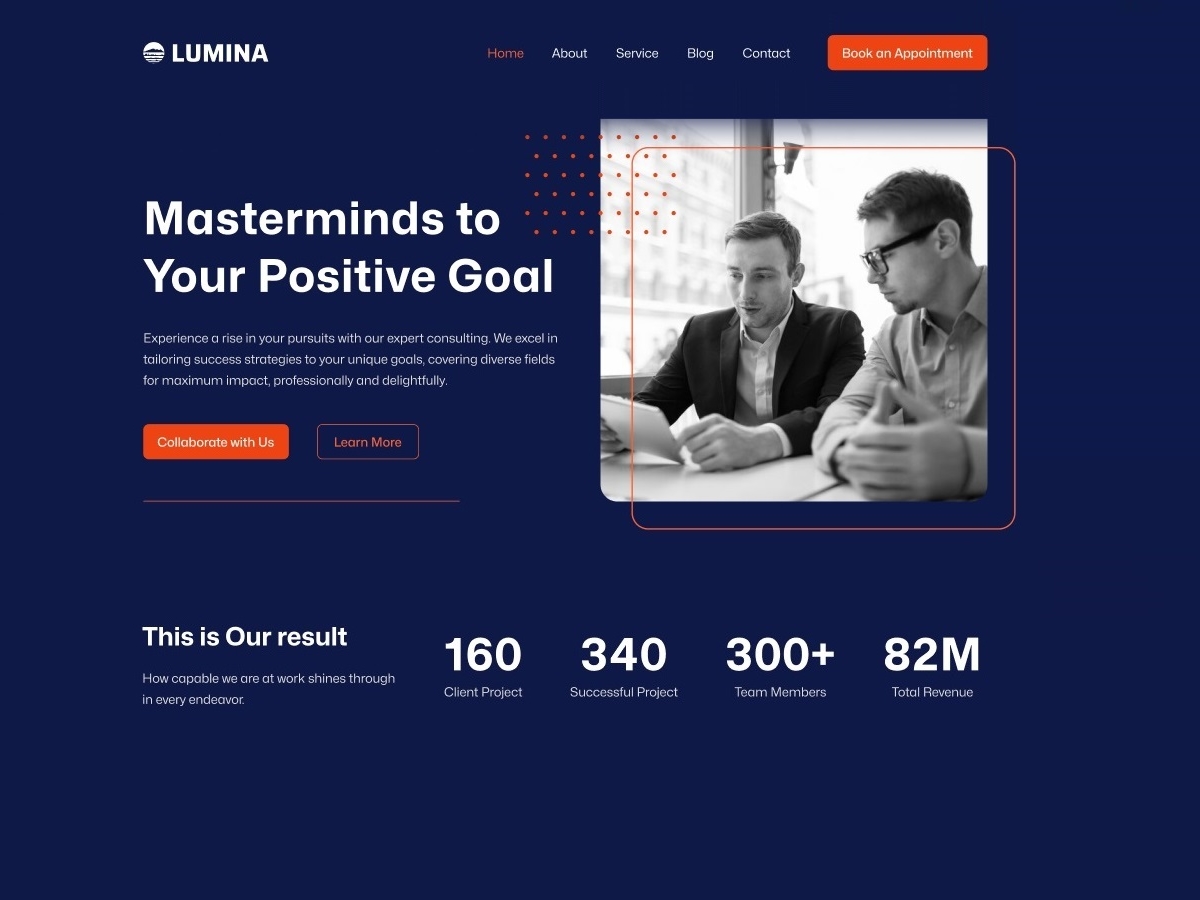 LUMINA
Home About Service Blog Contact Book an Appointment
Masterminds to
Your Positive Goal
Experience a rise in your pursuits with our expert consulting. We excel in
tailoring success strategies to your unique goals, covering diverse fields
for maximum impact, professionally and delightfully.
Collaborate with Us Learn More
This is Our result
How capable we are at work shines through
in every endeavor.
160 340 300+ 82M
Client Project Successful Project Team Members Total Revenue